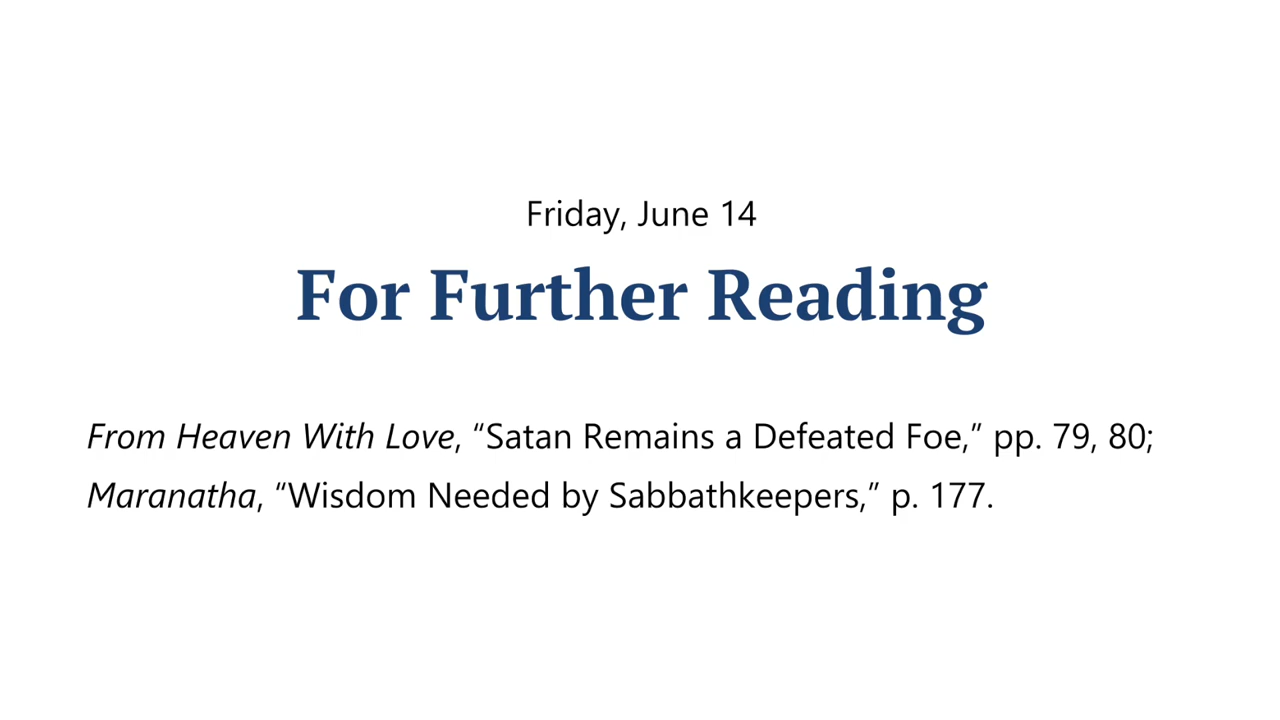 Friday, June 14
For Further Reading
From Heaven With Love, “Satan Remains a Defeated Foe,” pp. 79, 80;
Maranatha, “Wisdom Needed by Sabbathkeepers,” p. 177.